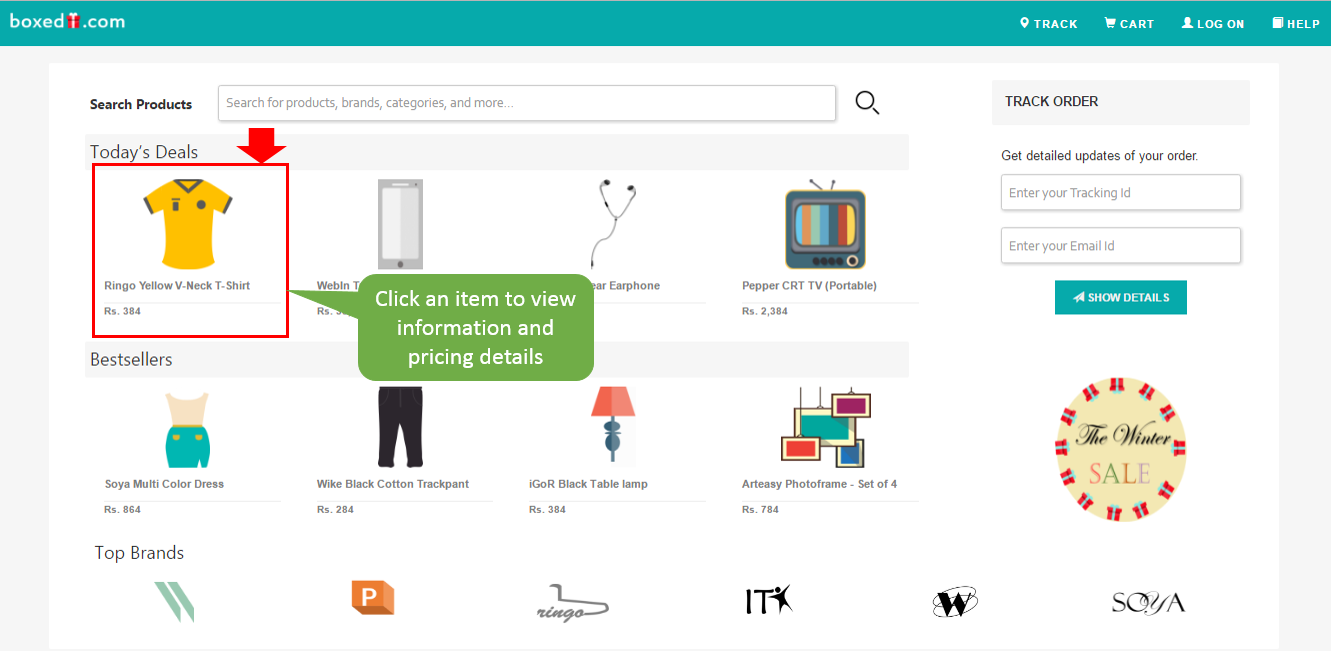 boxed.com
TRACK
CART
LOG ON
HELP
Search Products
Search for products, brands, categories, and more...
TRACK ORDER
Today's Deals
Get detailed updates of your order.
Enter your Tracking Id
Enter your Email Id
SHOW DETAILS
Ringo Yellow V-Neck T-Shirt
Rs. 384
WebIn
Rs.
Earphone
Pepper CRT TV (Portable)
Rs. 2,384
Click an item to view
information and
pricing details
Bestsellers
Soya Multi Color Dress
Rs. 864
Wike Black Cotton Trackpant
Rs. 284
iGoR Black Table lamp
Rs. 384
Arteasy Photoframe - Set of 4
Rs. 784
The Winter
SALE
Top Brands
P
ringo
IT
W
SOYA